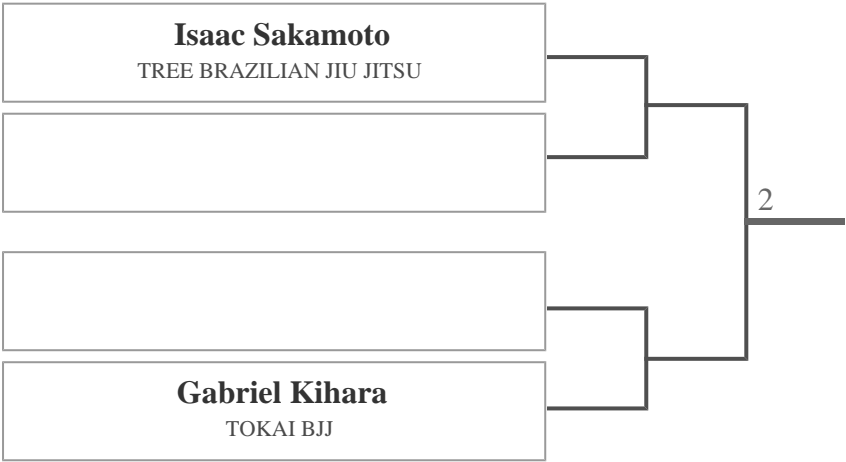 Isaac Sakamoto
TREE BRAZILIAN JIU JITSU
2
Gabriel Kihara
TOKAI BJJ